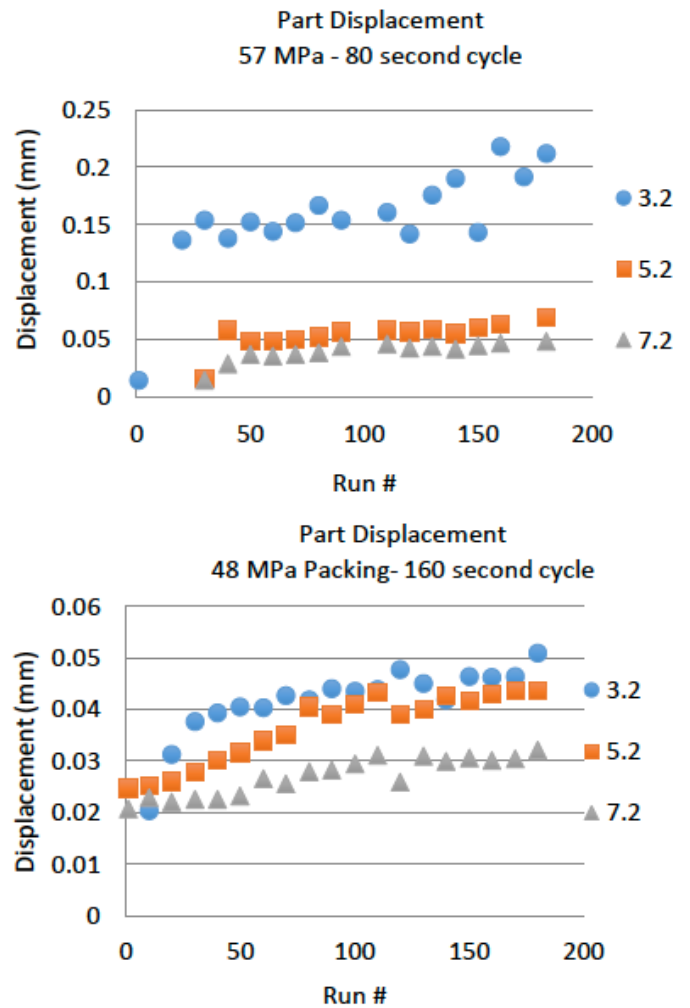 Part Displacement
57 MPa - 80 second cycle
Displacement (mm)
0.25
0.2
0.15
0.1
0.05
0
0 50 100 150 200
Run #
3.2
5.2
7.2
Part Displacement
48 MPa Packing- 160 second cycle
Displacement (mm)
0.06
0.05
0.04
0.03
0.02
0.01
0
0 50 100 150 200
Run #
3.2
5.2
7.2